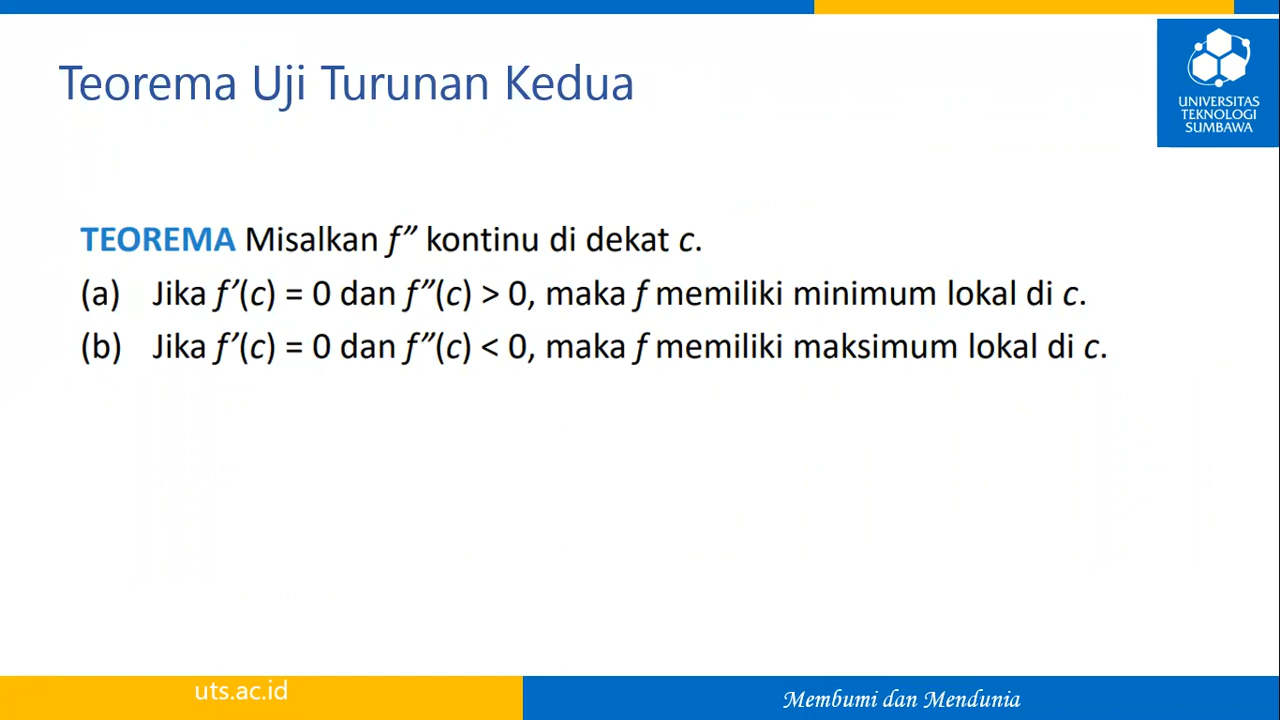 Teorema Uji Turunan Kedua
UNIVERSITAS
TEKNOLOGI
SUMBAWA
TEOREMA Misalkan f” kontinu di dekat c.
(a) Jika f’(c) = 0 dan f”(c) > 0, maka f memiliki minimum lokal di c.
(b) Jika f’(c) = 0 dan f”(c) < 0, maka f memiliki maksimum lokal di c.
uts.ac.id
Membumi dan Mendunia